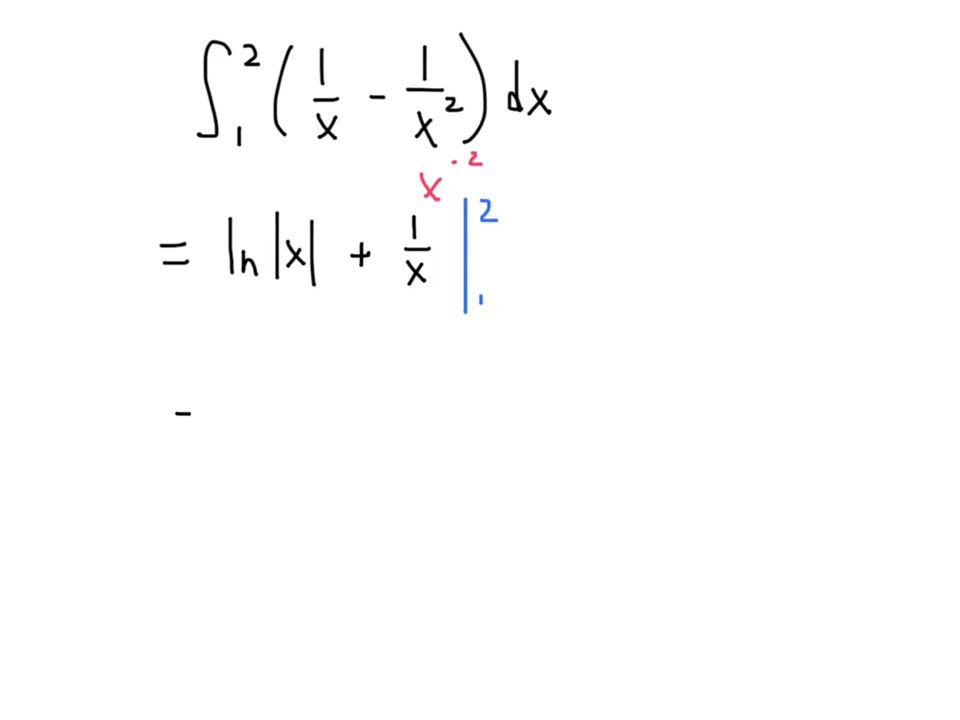 ∫₁² (1/x - 1/x²) dx
x⁻²
= ln|x| + 1/x |₁²
-